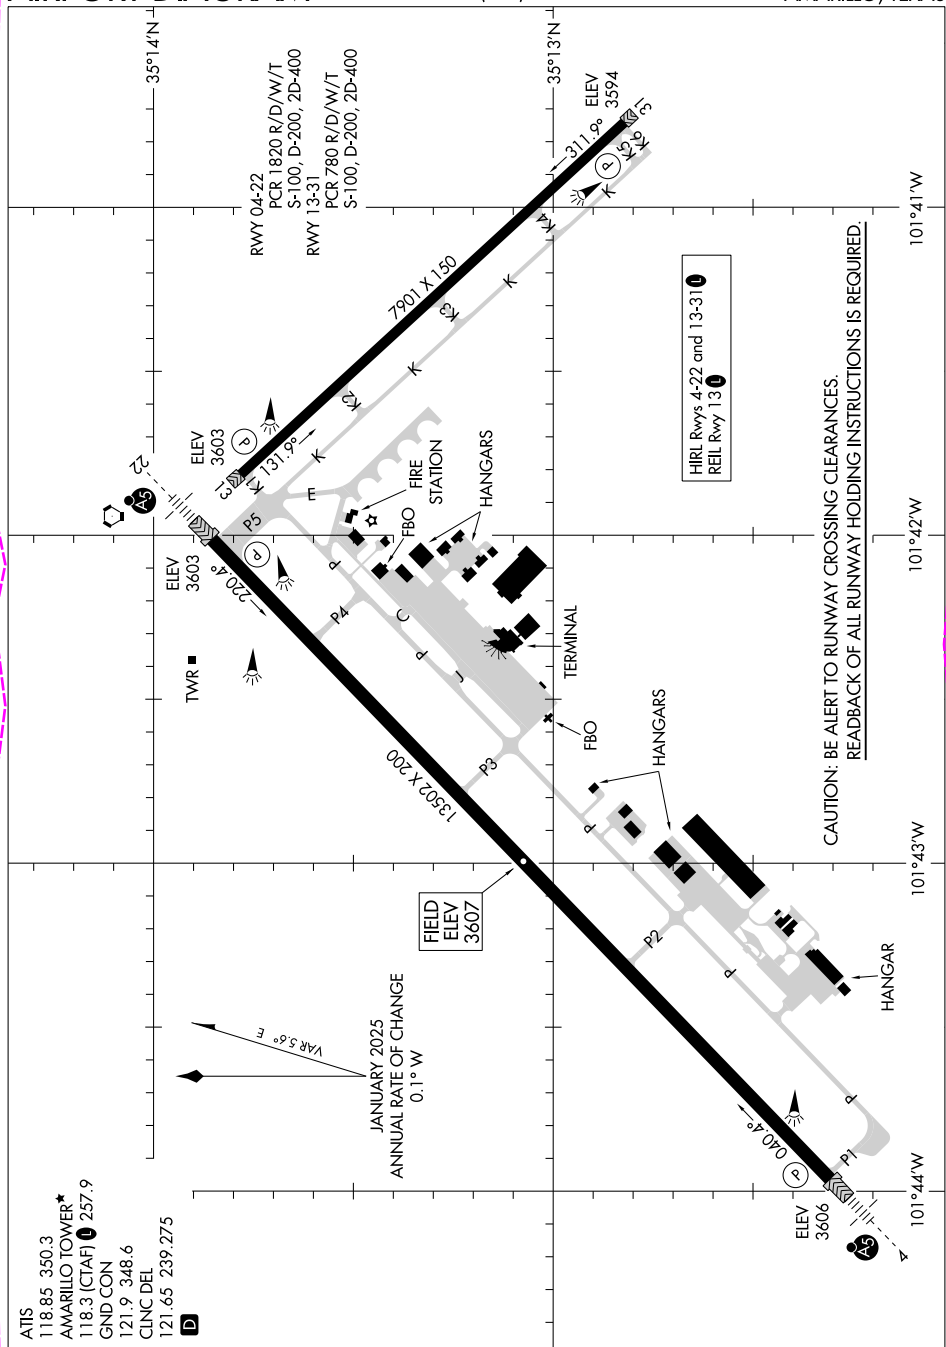 ATIS
118.85 350.3
AMARILLO TOWER★
118.3 (CTAF) L 257.9
GND CON
121.9 348.6
CLNC DEL
121.65 239.275
D
35°14'N
35°13'N
RWY 04-22
PCR 1820 R/D/W/T
S-100, D-200, 2D-400
RWY 13-31
PCR 780 R/D/W/T
S-100, D-200, 2D-400
ELEV
3594
31
311.9°
K6
K5
P
K
K4
101°41'W
7901 X 150
K
K3
K
K2
K
HIRL Rwys 4-22 and 13-31 L
REIL Rwy 13 L
ELEV
3603
P
131.9°
13
K1
22
A5
E
P5
FIRE
STATION
FBO
HANGARS
101°42'W
ELEV
3603
P
220.4°
P
P4
C
P
J
TWR
TERMINAL
FBO
13502 X 200
P3
HANGARS
P
101°43'W
FIELD
ELEV
3607
P2
P
HANGAR
VAR 5.6° E
JANUARY 2025
ANNUAL RATE OF CHANGE
0.1° W
CAUTION: BE ALERT TO RUNWAY CROSSING CLEARANCES.
READBACK OF ALL RUNWAY HOLDING INSTRUCTIONS IS REQUIRED.
040.4°
P
P
P1
101°44'W
ELEV
3606
A5
4